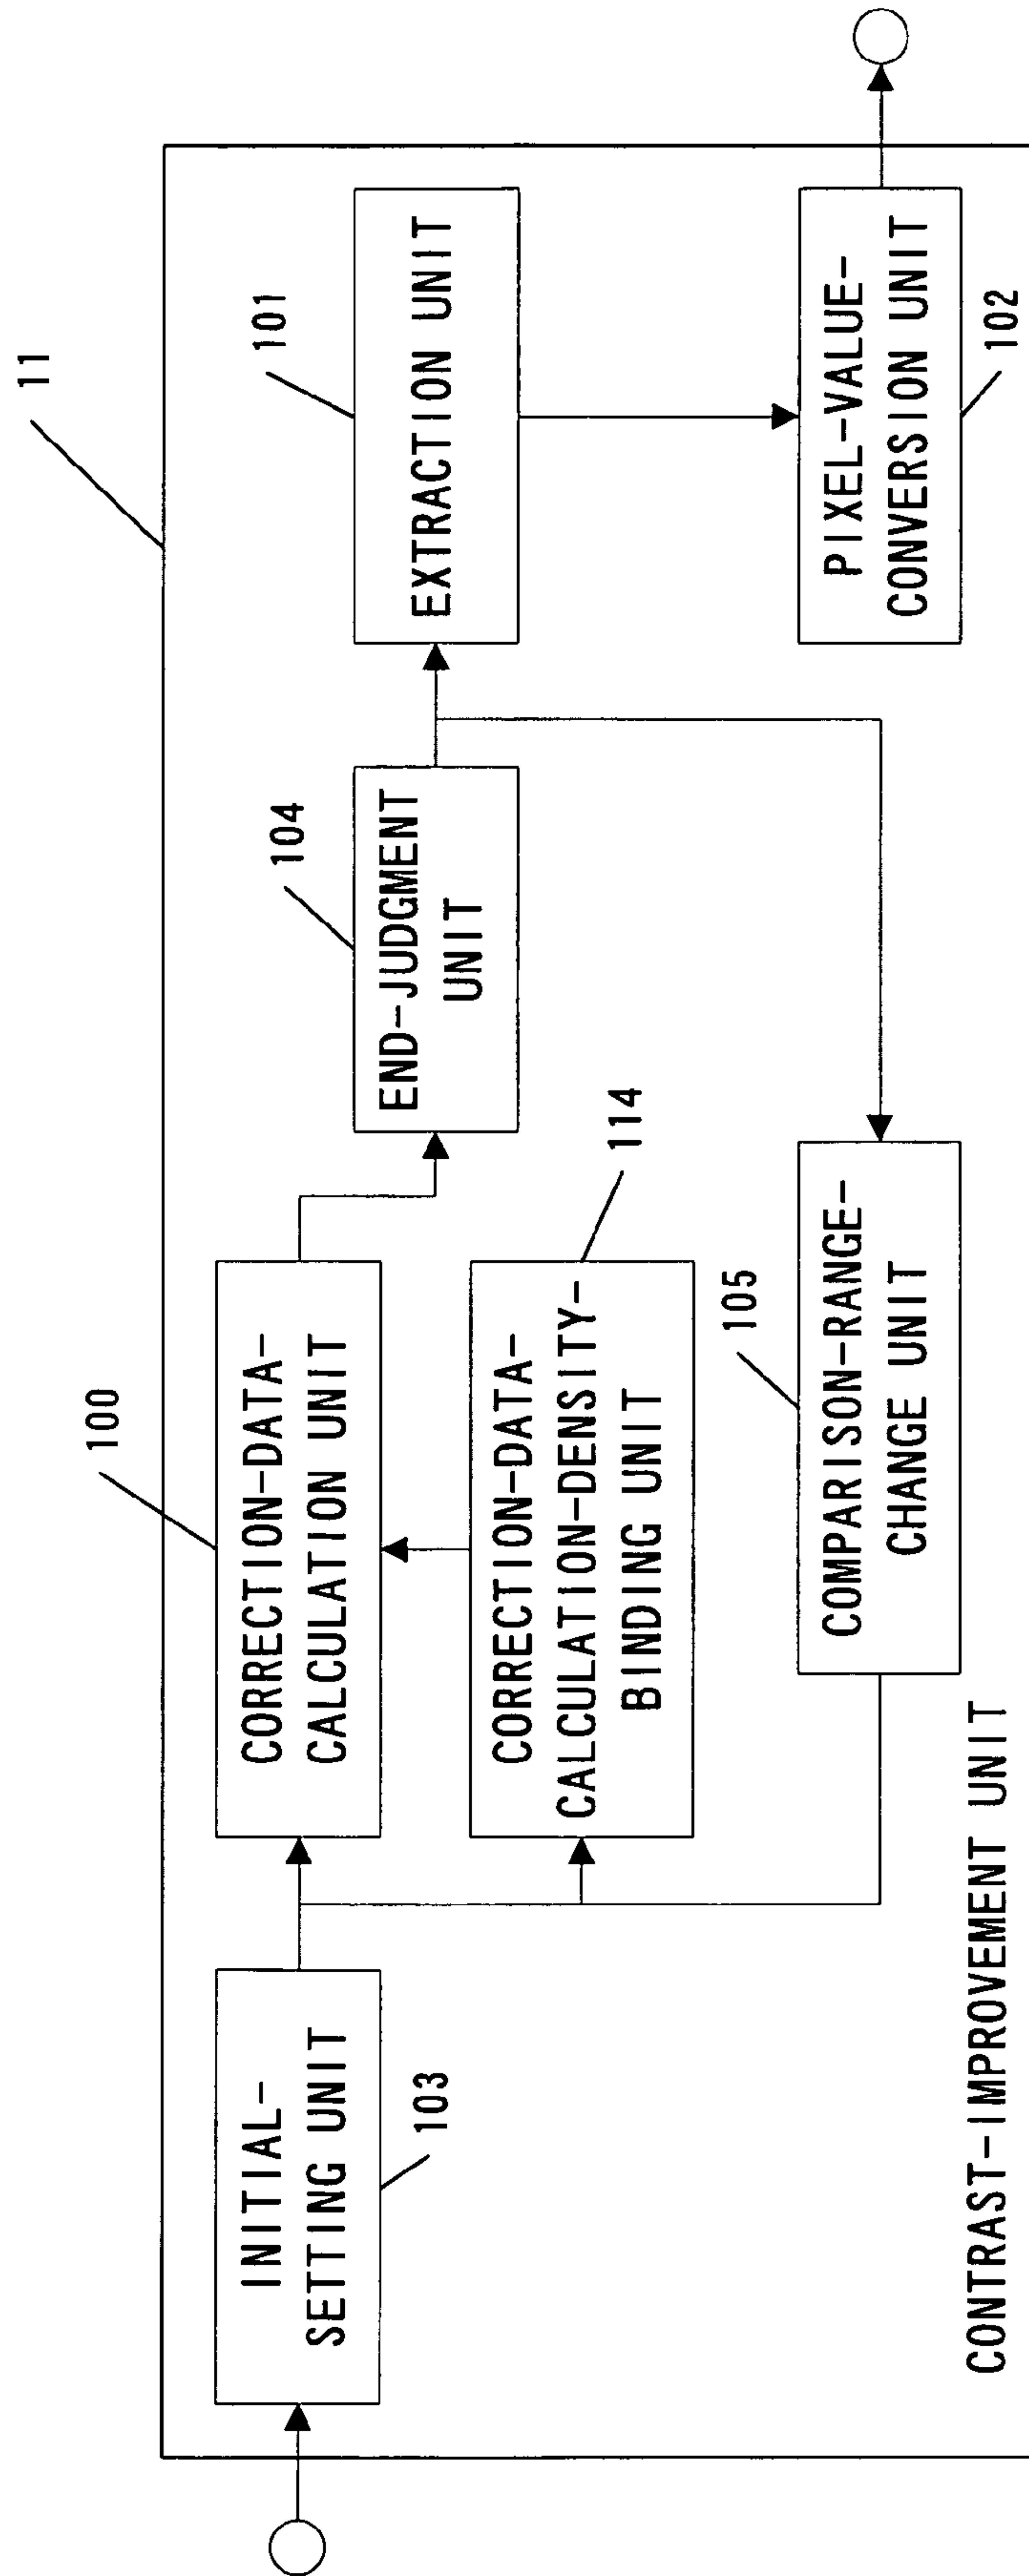 11
100
CORRECTION-DATA-
CALCULATION UNIT
INITIAL-
SETTING UNIT
103
CORRECTION-DATA-
CALCULATION-DENSITY-
BINDING UNIT
114
104
END-JUDGMENT
UNIT
101
EXTRACTION UNIT
105
COMPARISON-RANGE-
CHANGE UNIT
PIXEL-VALUE-
CONVERSION UNIT
102
CONTRAST-IMPROVEMENT UNIT